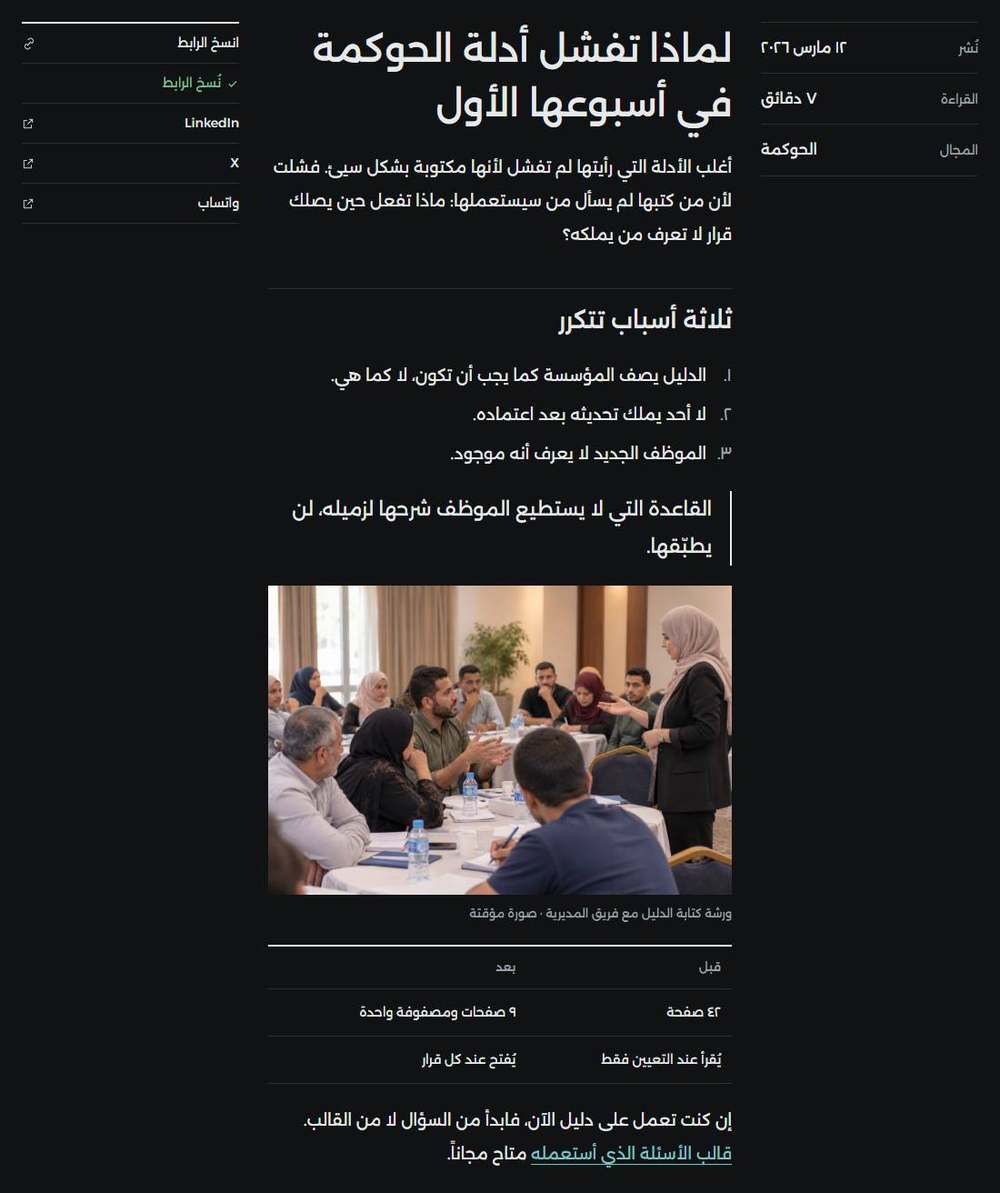 نُشر
١٢ مارس ٢٠٢٦
القراءة
٧ دقائق
المجال
الحوكمة
لماذا تفشل أدلة الحوكمة
في أسبوعها الأول
أغلب الأدلة التي رأيتها لم تفشل لأنها مكتوبة بشكل سيئ. فشلت
لأن من كتبها لم يسأل من سيستعملها: ماذا تفعل حين يصلك
قرار لا تعرف من يملكه؟
ثلاثة أسباب تتكرر
١. الدليل يصف المؤسسة كما يجب أن تكون، لا كما هي.
٢. لا أحد يملك تحديثه بعد اعتماده.
٣. الموظف الجديد لا يعرف أنه موجود.
القاعدة التي لا يستطيع الموظف شرحها لزميله، لن
يطبّقها.
ورشة كتابة الدليل مع فريق المديرية · صورة مؤقتة
قبل
بعد
٤٢ صفحة
٩ صفحات ومصفوفة واحدة
يُقرأ عند التعيين فقط
يُفتح عند كل قرار
إن كنت تعمل على دليل الآن، فابدأ من السؤال لا من القالب.
قالب الأسئلة الذي أستعمله متاح مجاناً.
انسخ الرابط
نُسخ الرابط
LinkedIn
X
واتساب